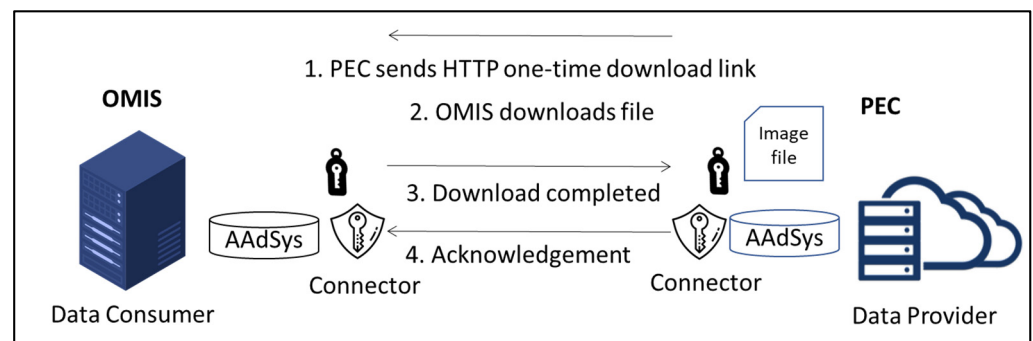 1. PEC sends HTTP one-time download link
OMIS
2. OMIS downloads file
PEC
Image
file
3. Download completed
AAdSys
AAdSys
4. Acknowledgement
Connector
Connector
Data Consumer
Data Provider